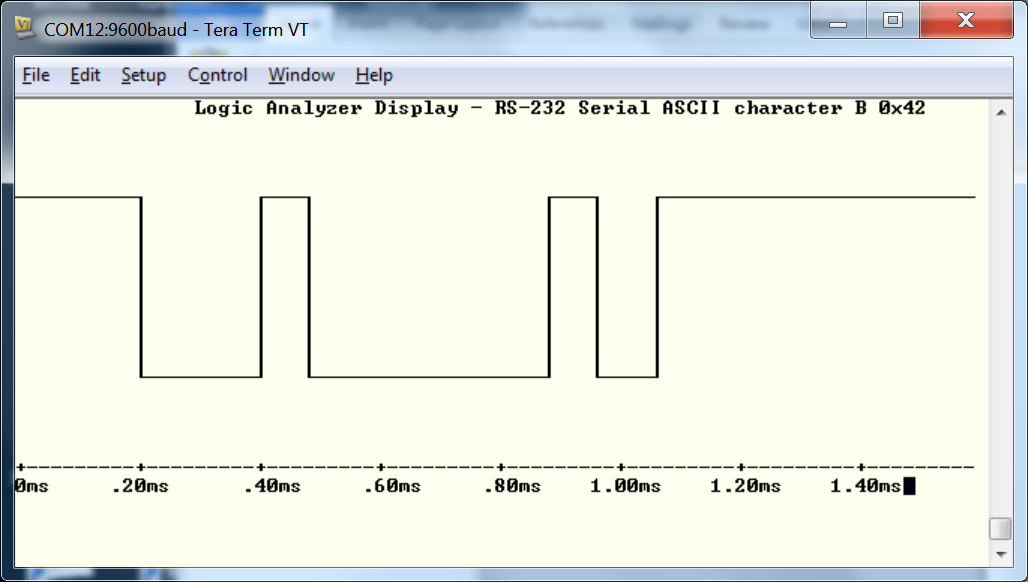 COM12:9600baud - Tera Term VT
File Edit Setup Control Window Help
Logic Analyzer Display - RS-232 Serial ASCII character B 0x42
0ms .20ms .40ms .60ms .80ms 1.00ms 1.20ms 1.40ms